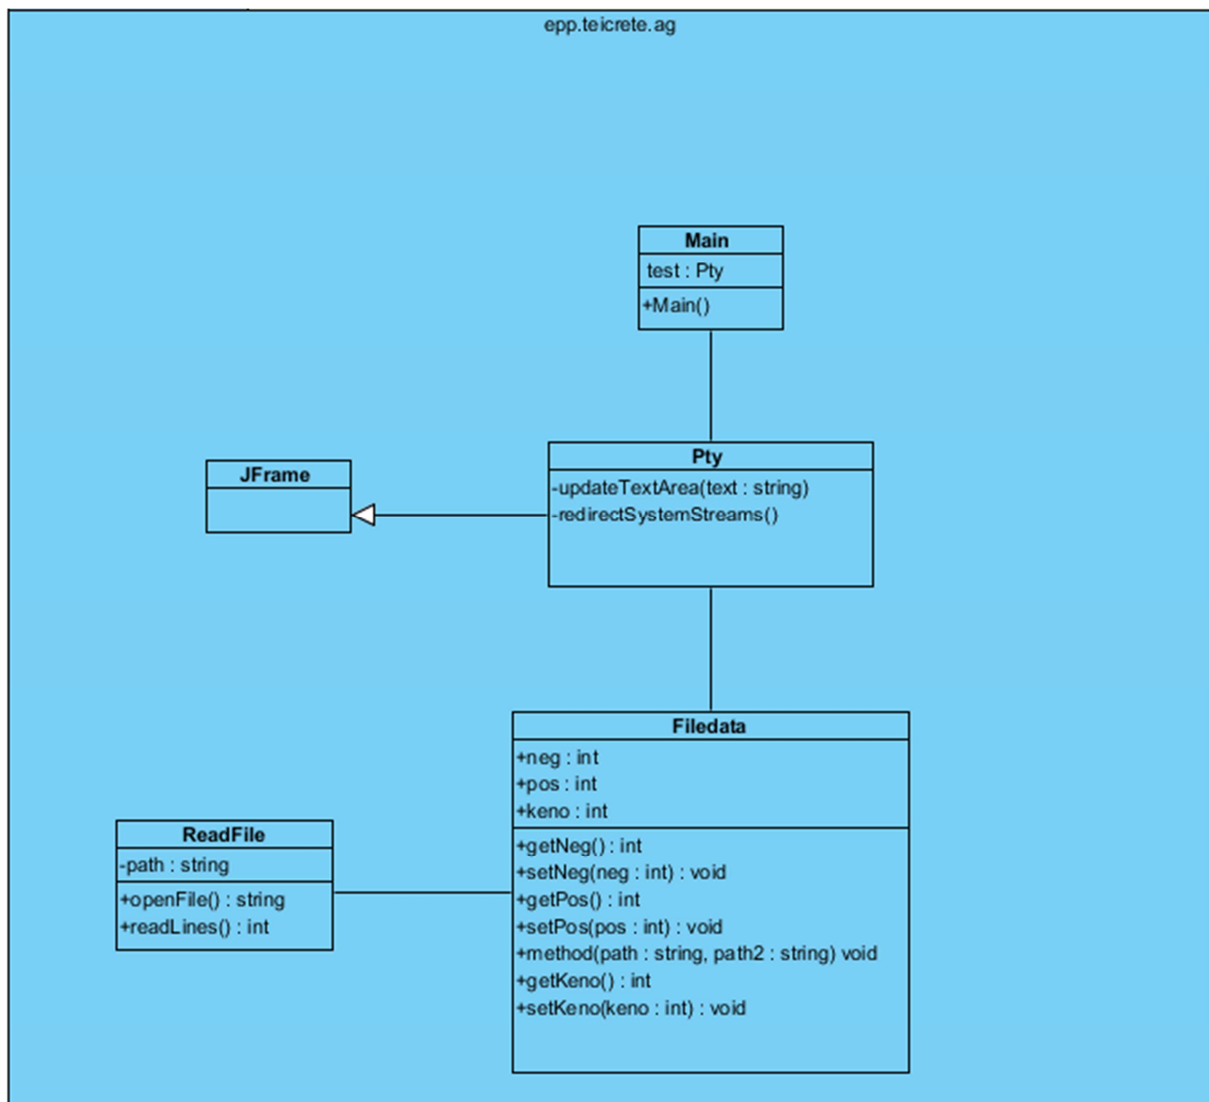 epp.teicrete.ag
Main
test : Pty
+Main()
Pty
-updateTextArea(text : string)
-redirectSystemStreams()
JFrame
Filedata
+neg : int
+pos : int
+keno : int
+getNeg() : int
+setNeg(neg : int) : void
+getPos() : int
+setPos(pos : int) : void
+method(path : string, path2 : string) void
+getKeno() : int
+setKeno(keno : int) : void
ReadFile
-path : string
+openFile() : string
+readLines() : int